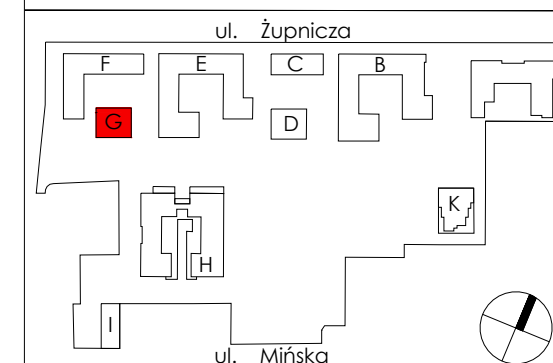 ul. Żupnicza
F E C B
G D
K
H
I
ul. Mińska